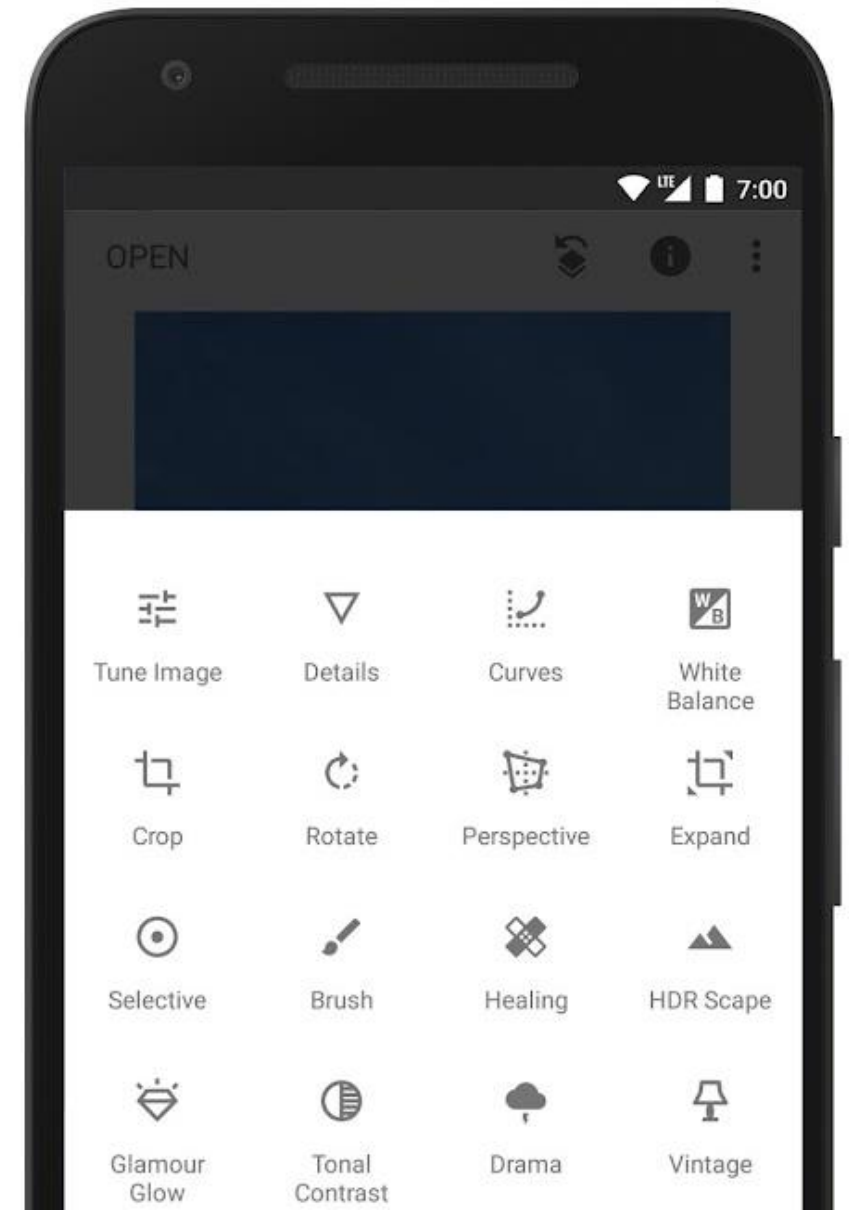 LTE 7:00
OPEN
Tune Image
Details
Curves
White
Balance
Crop
Rotate
Perspective
Expand
Selective
Brush
Healing
HDR Scape
Glamour
Glow
Tonal
Contrast
Drama
Vintage